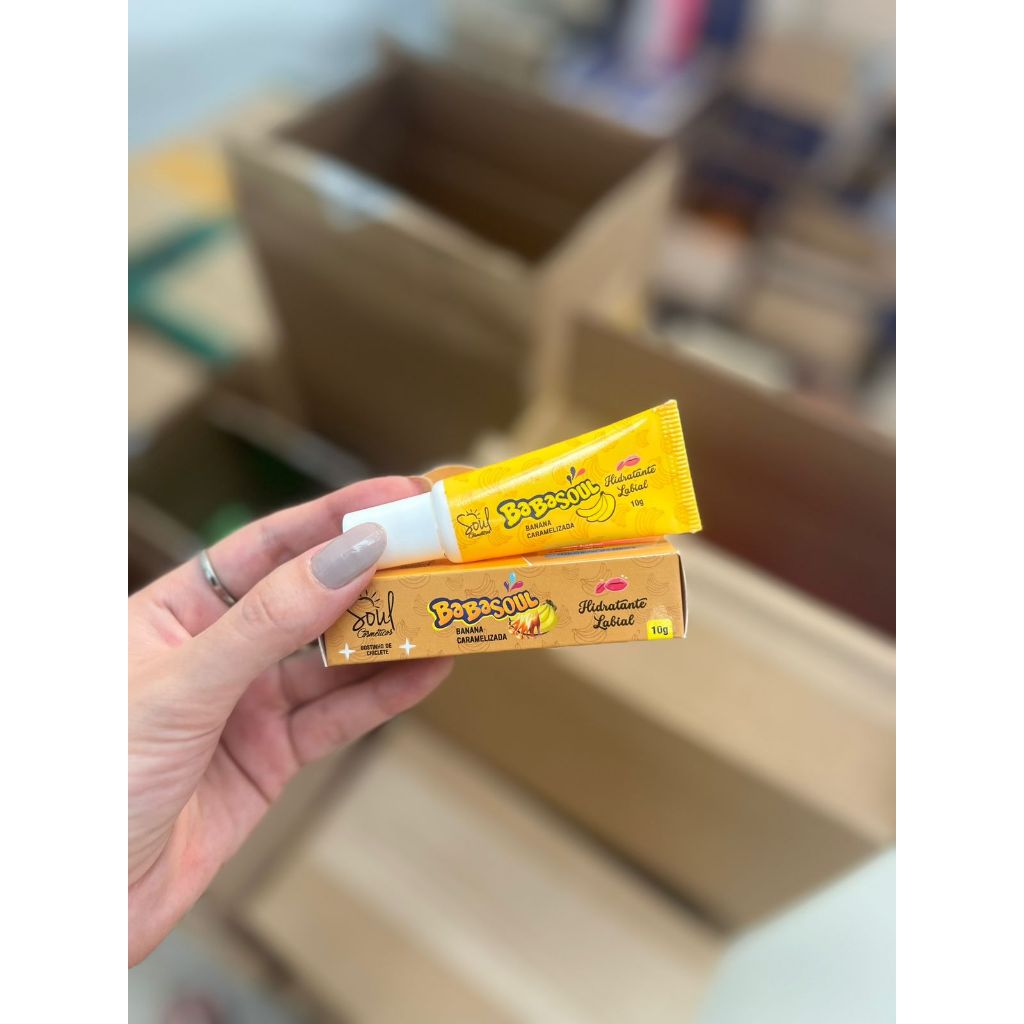 Soul
Cosméticos
BaBaSOUL
BANANA
CARAMELIZADA
Hidratante
Labial
10g
Soul
Cosméticos
GOSTINHO DE
CHICLETE
BaBaSOUL
BANANA
CARAMELIZADA
Hidratante
Labial
10g